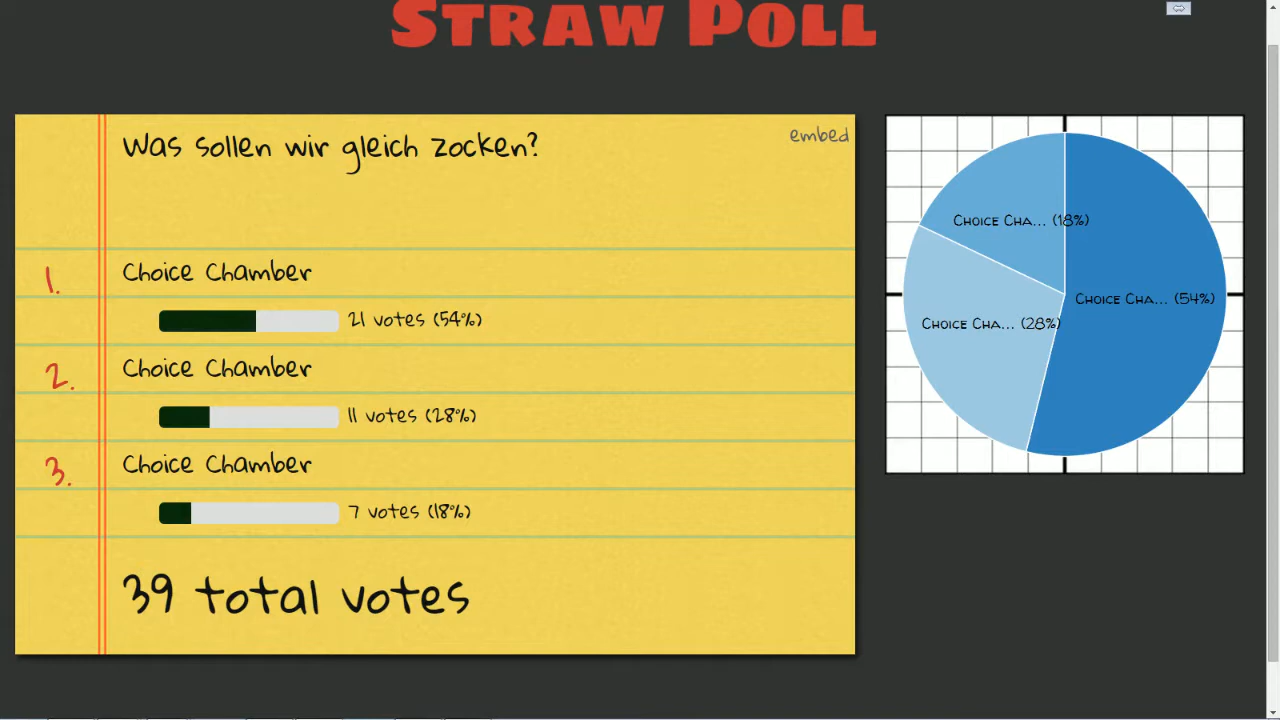 STRAW POLL
Was sollen wir gleich zocken?
embed
1. Choice Chamber
21 votes (54%)
2. Choice Chamber
11 votes (28%)
3. Choice Chamber
7 votes (18%)
39 total votes
Choice Cha... (18%)
Choice Cha... (54%)
Choice Cha... (28%)